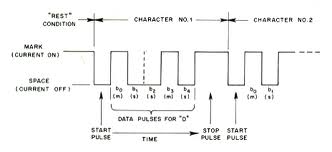 "REST"
CONDITION
CHARACTER NO.1
CHARACTER NO.2
MARK
(CURRENT ON)
SPACE
(CURRENT OFF)
b0 b1 b2 b3 b4 b0 b1
(m) (s) (s) (m) (s) (m) (s)
DATA PULSES FOR "D"
START
PULSE
TIME
STOP
PULSE
START
PULSE